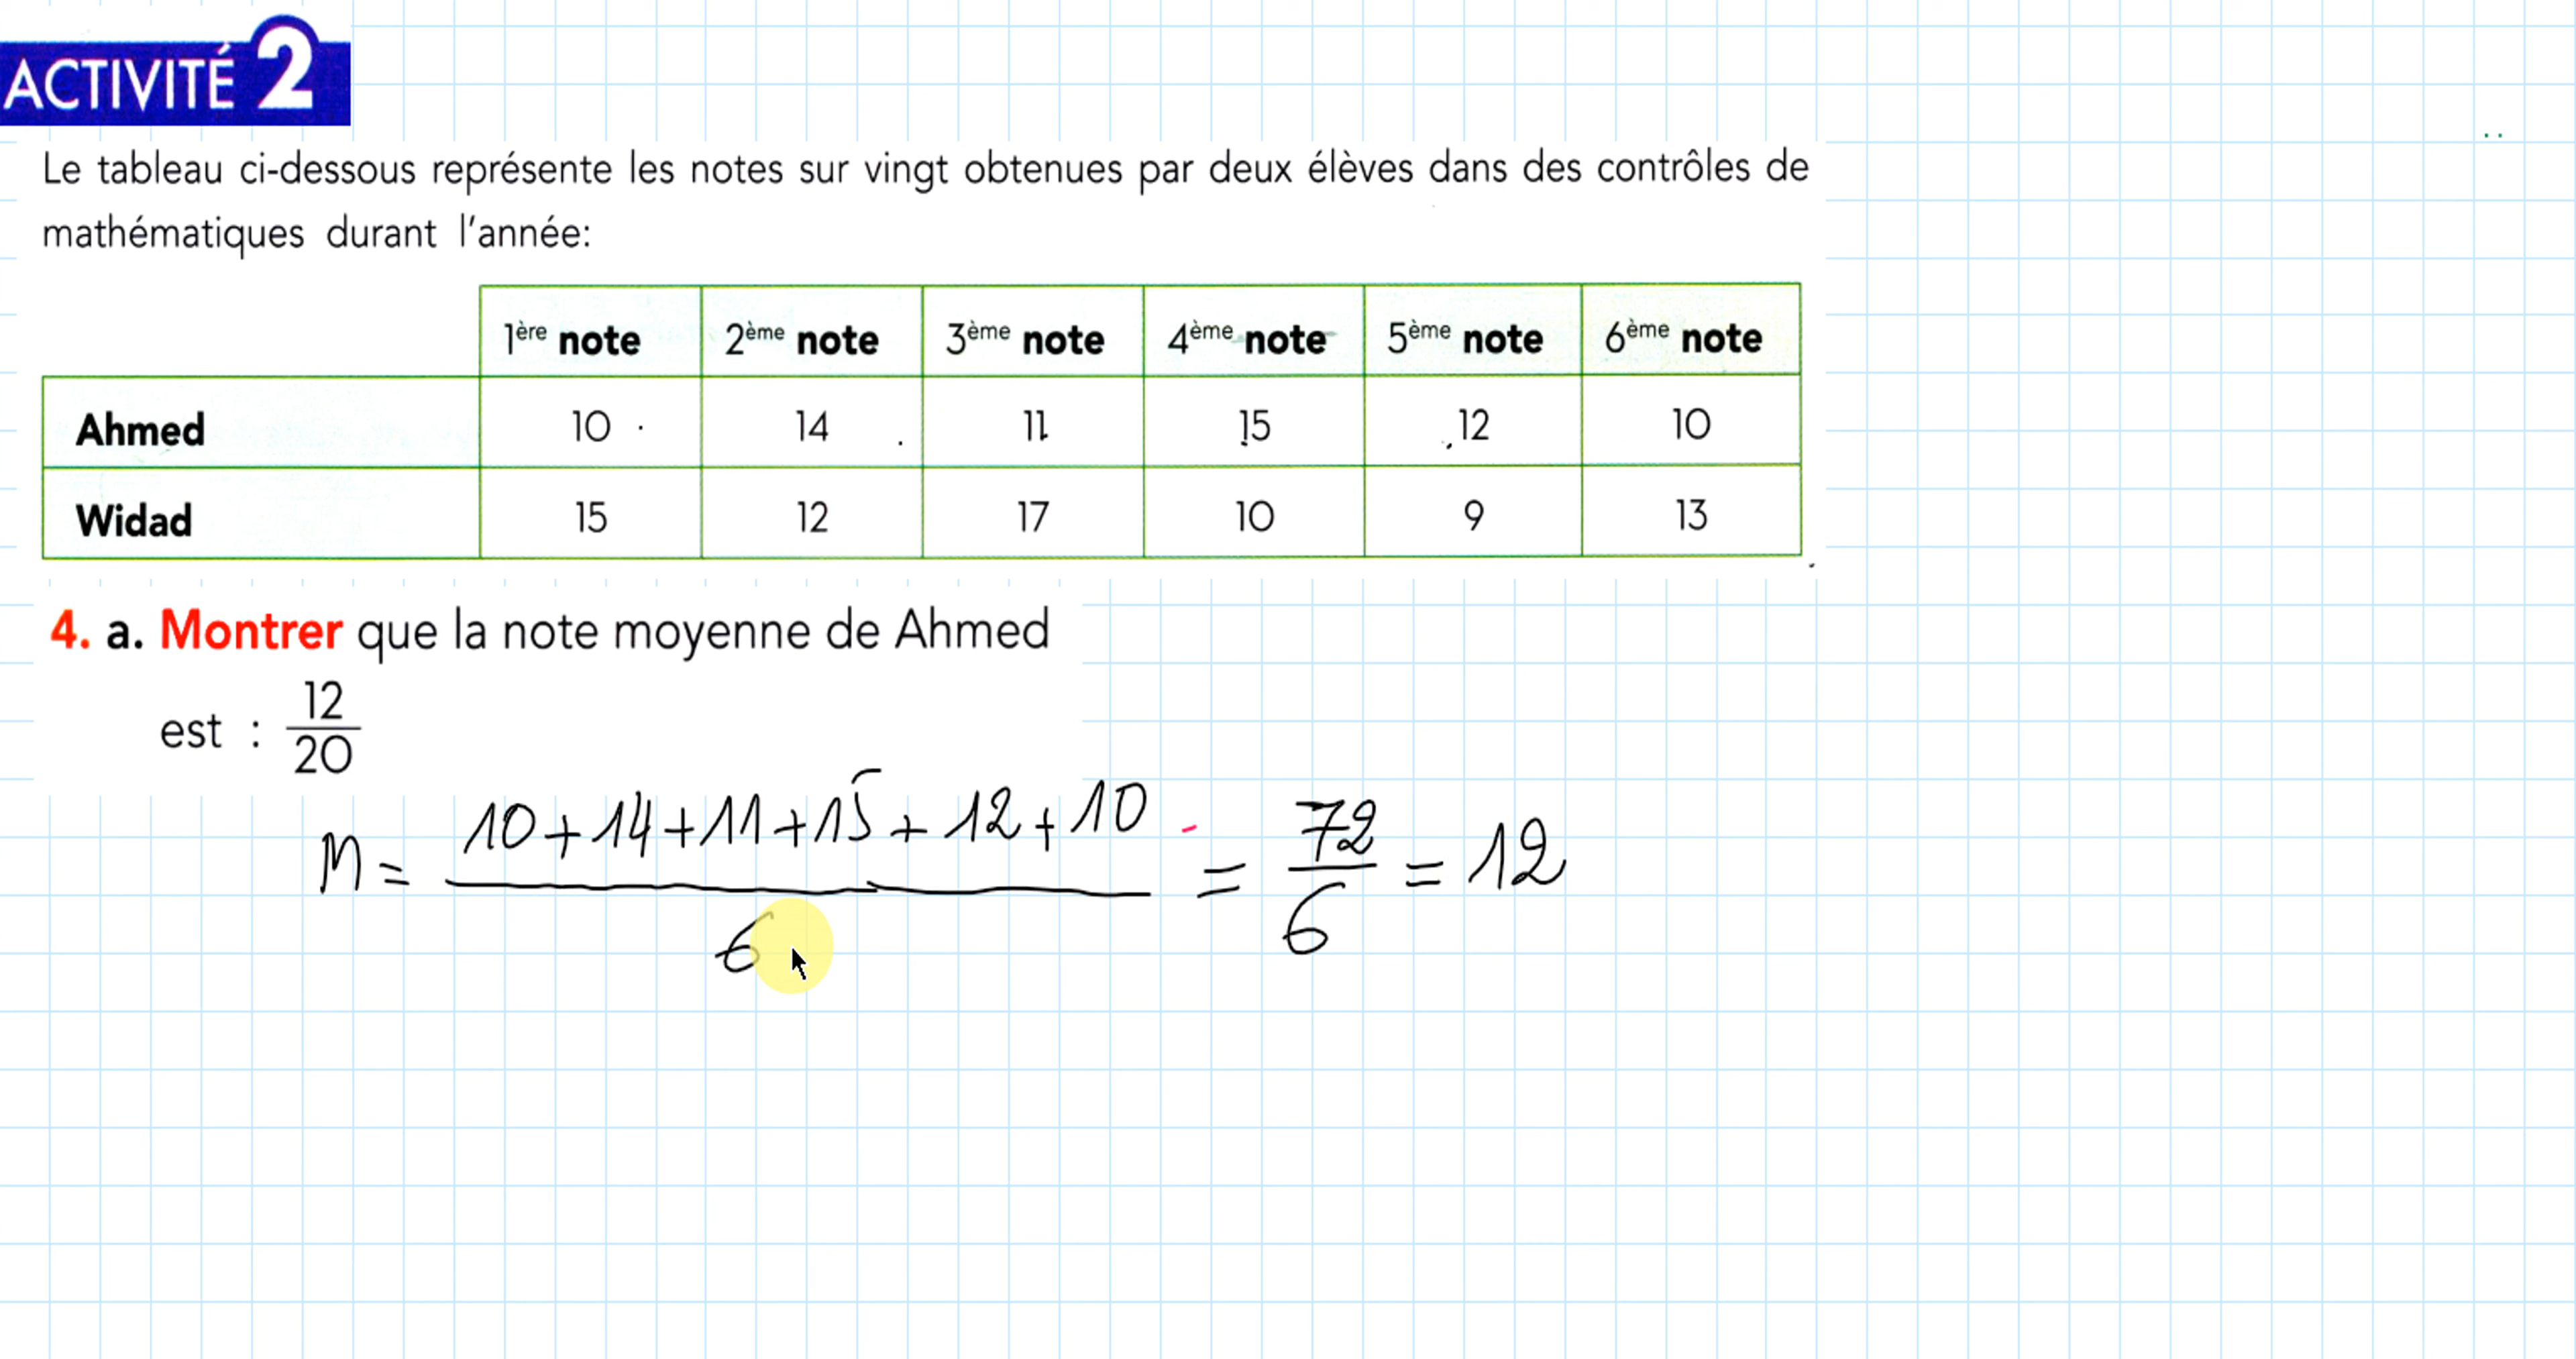 ACTIVITÉ 2
Le tableau ci-dessous représente les notes sur vingt obtenues par deux élèves dans des contrôles de
mathématiques durant l'année:
1ère note 2ème note 3ème note 4ème note 5ème note 6ème note
Ahmed 10 14 11 15 12 10
Widad 15 12 17 10 9 13
4. a. Montrer que la note moyenne de Ahmed
est : 12/20
M = (10+14+11+15+12+10)/6 = 72/6 = 12